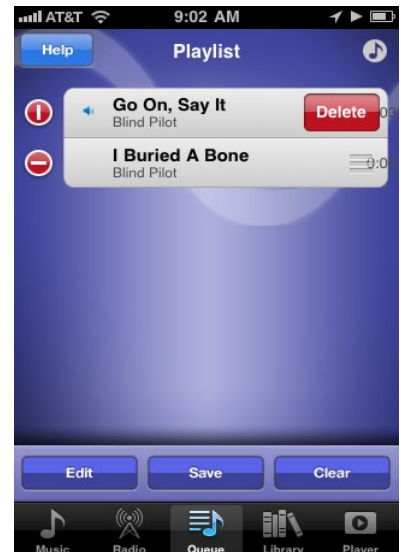 AT&T 9:02 AM
Help Playlist
Go On, Say It
Blind Pilot
Delete
I Buried A Bone
Blind Pilot
Edit Save Clear
Music Radio Queue Library Player